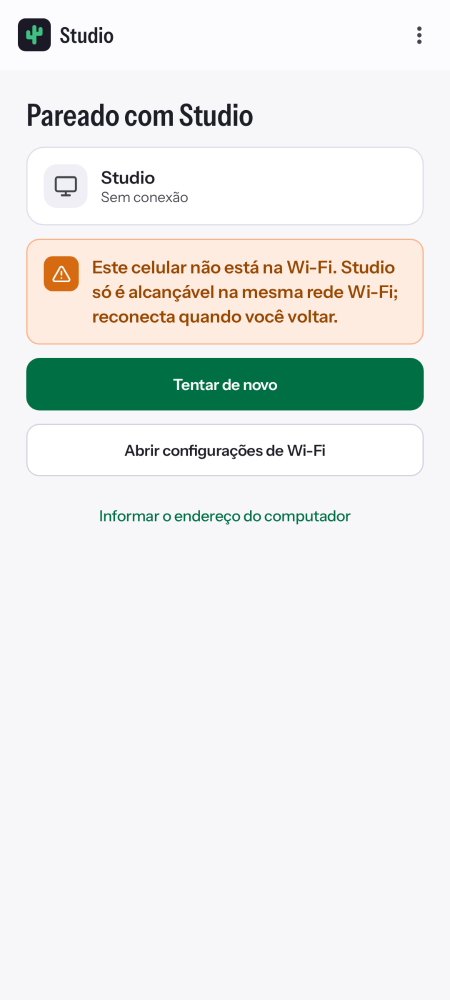 Studio
Pareado com Studio
Studio
Sem conexão
Este celular não está na Wi-Fi. Studio
só é alcançável na mesma rede Wi-Fi;
reconecta quando você voltar.
Tentar de novo
Abrir configurações de Wi-Fi
Informar o endereço do computador